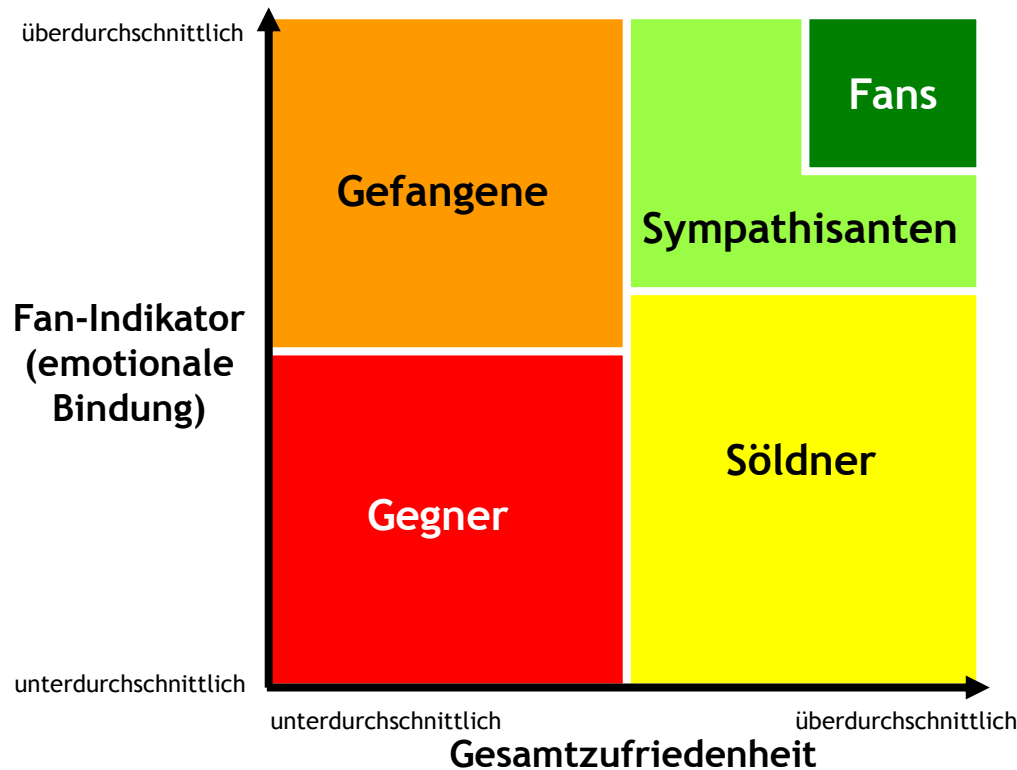 überdurchschnittlich
Fans
Gefangene
Sympathisanten
Fan-Indikator
(emotionale
Bindung)
Söldner
Gegner
unterdurchschnittlich
unterdurchschnittlich
überdurchschnittlich
Gesamtzufriedenheit